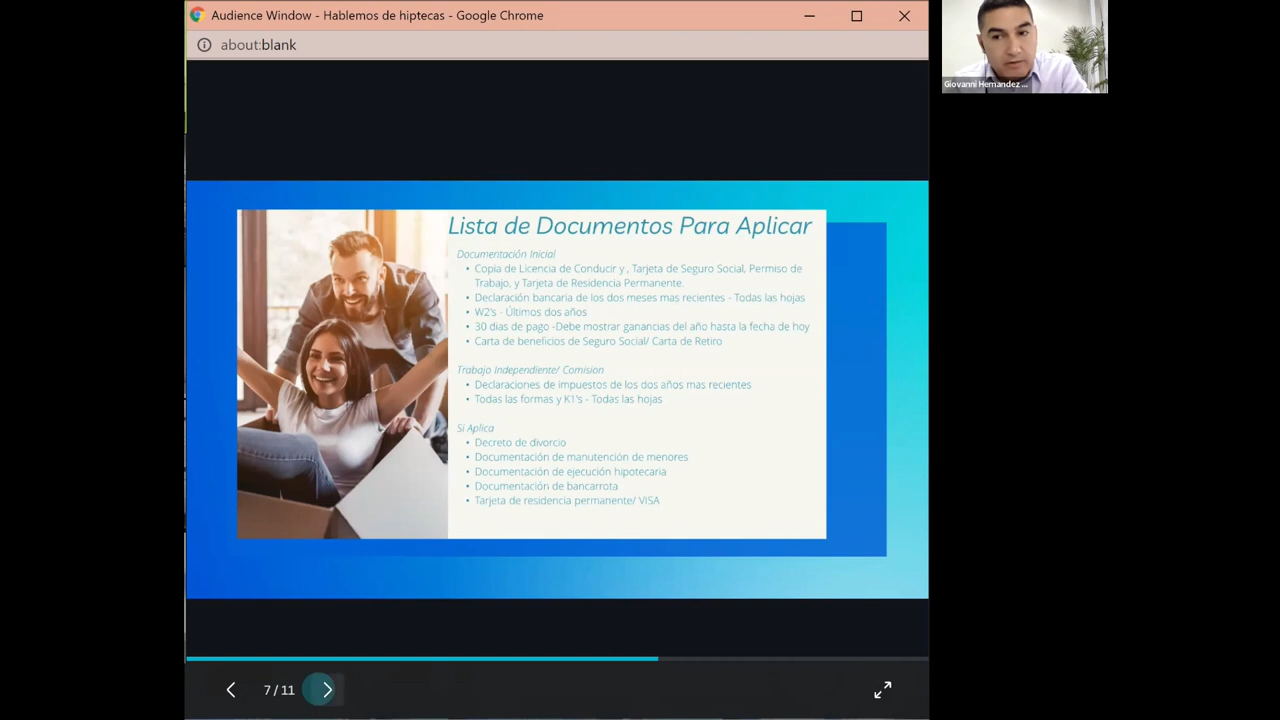 Audience Window - Hablemos de hiptecas - Google Chrome
about:blank
Giovanni Hernandez ...
Lista de Documentos Para Aplicar
Documentación Inicial
• Copia de Licencia de Conducir y , Tarjeta de Seguro Social, Permiso de
Trabajo, y Tarjeta de Residencia Permanente.
• Declaración bancaria de los dos meses mas recientes - Todas las hojas
• W2's - Últimos dos años
• 30 dias de pago -Debe mostrar ganancias del año hasta la fecha de hoy
• Carta de beneficios de Seguro Social/ Carta de Retiro
Trabajo Independiente/ Comision
• Declaraciones de impuestos de los dos años mas recientes
• Todas las formas y K1's - Todas las hojas
Si Aplica
• Decreto de divorcio
• Documentación de manutención de menores
• Documentación de ejecución hipotecaria
• Documentación de bancarrota
• Tarjeta de residencia permanente/ VISA
7 / 11